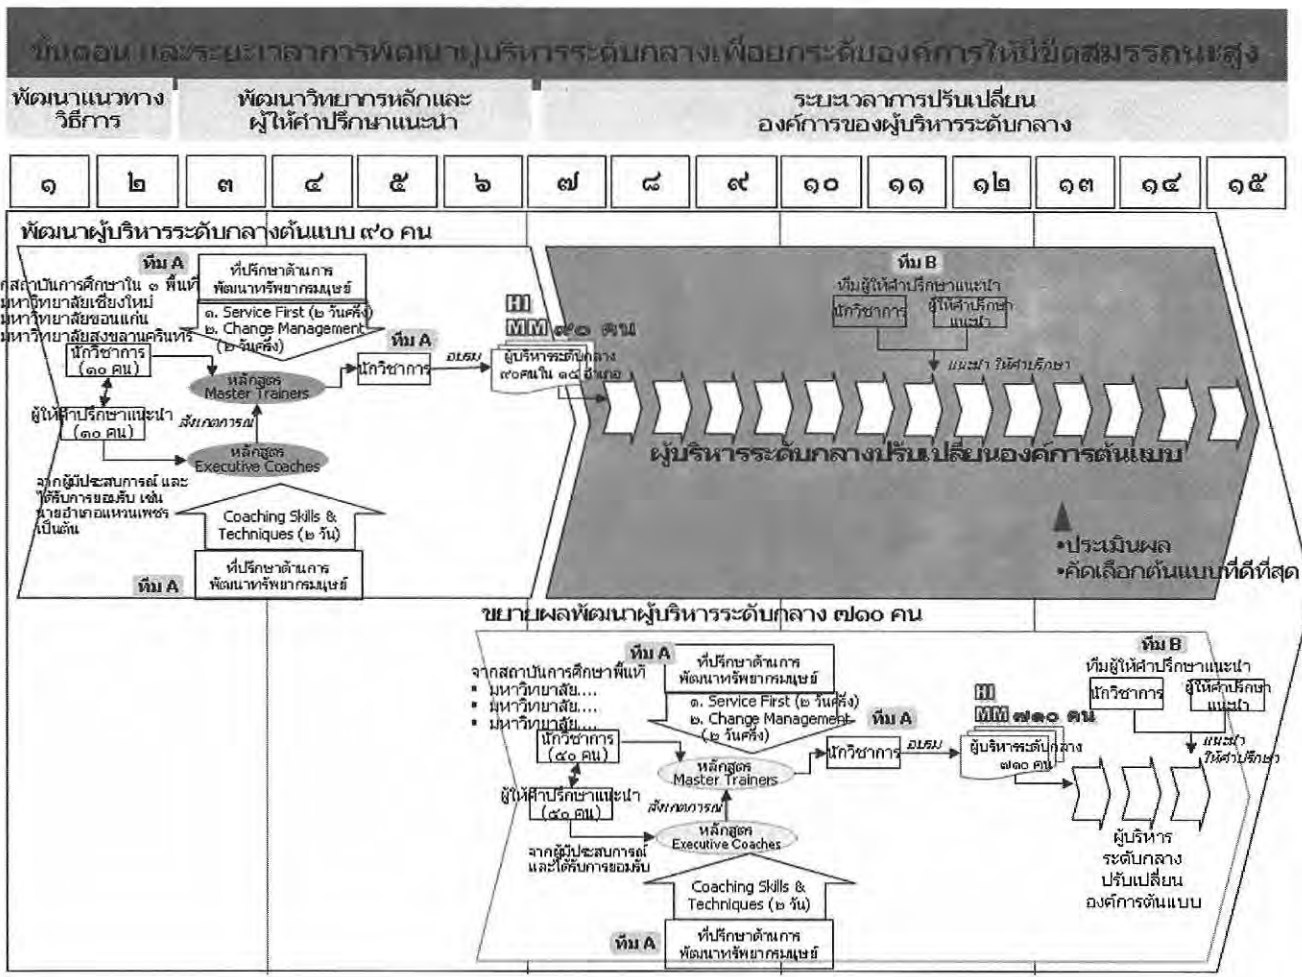 ขั้นตอน และระยะเวลาการพัฒนาผู้บริหารระดับกลางเพื่อยกระดับองค์การให้มีขีดสมรรถนะสูง
พัฒนาแนวทาง
วิธีการ
พัฒนาวิทยากรหลักและ
ผู้ให้คำปรึกษาแนะนำ
ระยะเวลาการปรับเปลี่ยน
องค์การของผู้บริหารระดับกลาง
๑ ๒ ๓ ๔ ๕ ๖ ๗ ๘ ๙ ๑๐ ๑๑ ๑๒ ๑๓ ๑๔ ๑๕
พัฒนาผู้บริหารระดับกลางต้นแบบ ๙๐ คน
ทีม A
ที่ปรึกษาด้านการ
พัฒนาทรัพยากรมนุษย์
กสถาบันการศึกษาใน ๓ พื้นที่
มหาวิทยาลัยเชียงใหม่
มหาวิทยาลัยขอนแก่น
มหาวิทยาลัยสงขลานครินทร์
๑. Service First (๒ วันครึ่ง)
๒. Change Management
(๒ วันครึ่ง)
นักวิชาการ
(๑๐ คน)
ผู้ให้คำปรึกษาแนะนำ
(๑๐ คน)
หลักสูตร
Master Trainers
สังเกตการณ์
หลักสูตร
Executive Coaches
จากผู้มีประสบการณ์ และ
ได้รับการยอมรับ เช่น
นายอำเภอแหวนเพชร
เป็นต้น
Coaching Skills &
Techniques (๒ วัน)
ทีม A
ที่ปรึกษาด้านการ
พัฒนาทรัพยากรมนุษย์
ทีม A
นักวิชาการ
อบรม
HI
MM ๙๐ คน
ผู้บริหารระดับกลาง
๙๐คนใน ๑๕ อำเภอ
ทีม B
ทีมผู้ให้คำปรึกษาแนะนำ
นักวิชาการ
ผู้ให้คำปรึกษา
แนะนำ
แนะนำ ให้คำปรึกษา
ผู้บริหารระดับกลางปรับเปลี่ยนองค์การต้นแบบ
•ประเมินผล
•คัดเลือกต้นแบบที่ดีที่สุด
ขยายผลพัฒนาผู้บริหารระดับกลาง ๗๑๐ คน
ทีม A
ที่ปรึกษาด้านการ
พัฒนาทรัพยากรมนุษย์
จากสถาบันการศึกษาพื้นที่
▪ มหาวิทยาลัย....
▪ มหาวิทยาลัย....
▪ มหาวิทยาลัย....
๑. Service First (๒ วันครึ่ง)
๒. Change Management
(๒ วันครึ่ง)
นักวิชาการ
(๕๐ คน)
ผู้ให้คำปรึกษาแนะนำ
(๕๐ คน)
หลักสูตร
Master Trainers
สังเกตการณ์
หลักสูตร
Executive Coaches
จากผู้มีประสบการณ์
และได้รับการยอมรับ
Coaching Skills &
Techniques (๒ วัน)
ทีม A
ที่ปรึกษาด้านการ
พัฒนาทรัพยากรมนุษย์
ทีม A
นักวิชาการ
อบรม
HI
MM ๗๑๐ คน
ผู้บริหารระดับกลาง
๗๑๐ คน
ทีม B
ทีมผู้ให้คำปรึกษาแนะนำ
นักวิชาการ
ผู้ให้คำปรึกษา
แนะนำ
แนะนำ
ให้คำปรึกษา
ผู้บริหาร
ระดับกลาง
ปรับเปลี่ยน
องค์การต้นแบบ